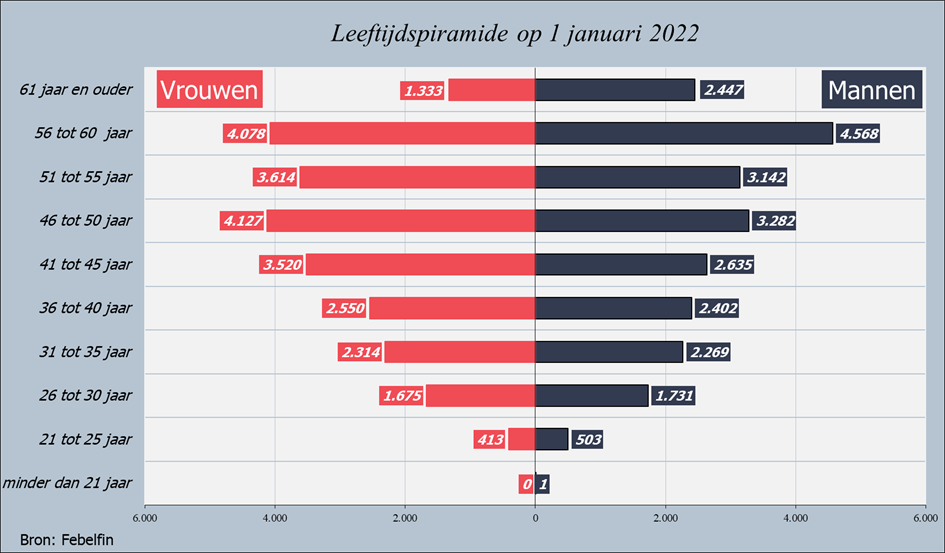 Leeftijdspiramide op 1 januari 2022
Vrouwen
Mannen
61 jaar en ouder 1.333 2.447
56 tot 60 jaar 4.078 4.568
51 tot 55 jaar 3.614 3.142
46 tot 50 jaar 4.127 3.282
41 tot 45 jaar 3.520 2.635
36 tot 40 jaar 2.550 2.402
31 tot 35 jaar 2.314 2.269
26 tot 30 jaar 1.675 1.731
21 tot 25 jaar 413 503
minder dan 21 jaar 0 1
6.000 4.000 2.000 0 2.000 4.000 6.000
Bron: Febelfin